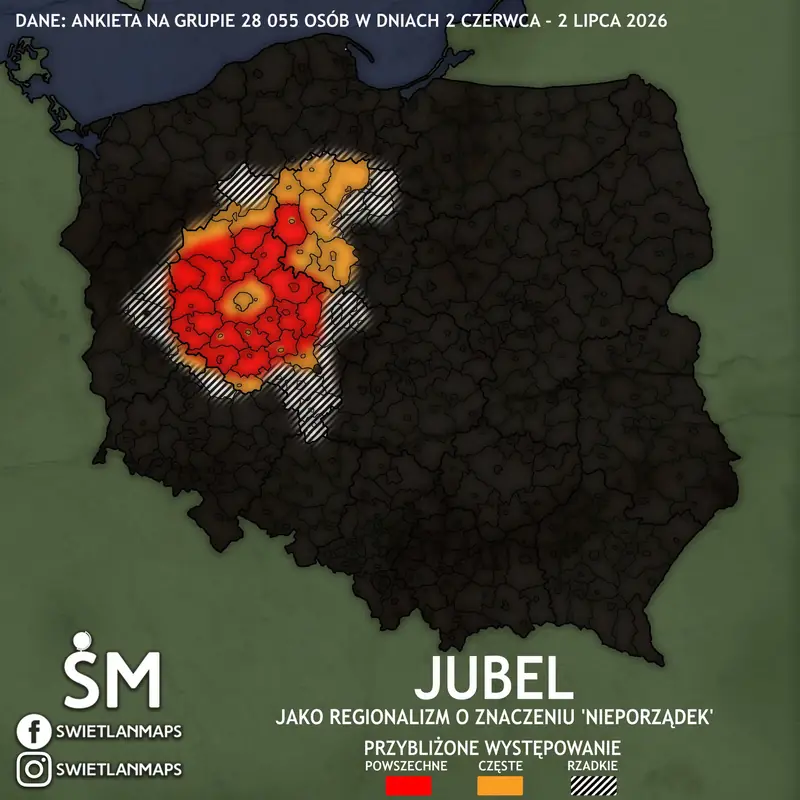 DANE: ANKIETA NA GRUPIE 28 055 OSÓB W DNIACH 2 CZERWCA - 2 LIPCA 2026
ŚM
SWIETLANMAPS
SWIETLANMAPS
JUBEL
JAKO REGIONALIZM O ZNACZENIU 'NIEPORZĄDEK'
PRZYBLIŻONE WYSTĘPOWANIE
POWSZECHNE CZĘSTE RZADKIE